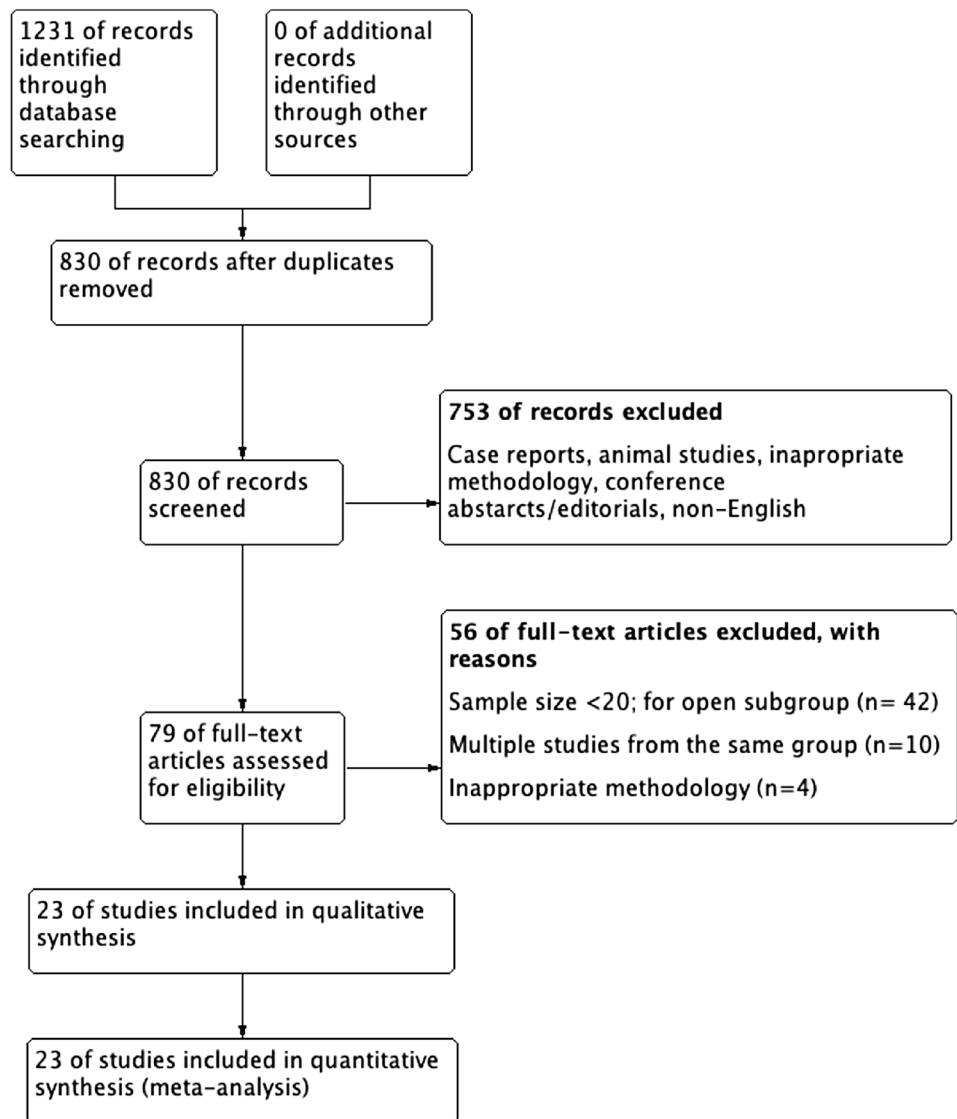 1231 of records
identified
through
database
searching
0 of additional
records
identified
through other
sources
830 of records after duplicates
removed
830 of records
screened
753 of records excluded
Case reports, animal studies, inapropriate
methodology, conference
abstarcts/editorials, non-English
79 of full-text
articles assessed
for eligibility
56 of full-text articles excluded, with
reasons
Sample size <20; for open subgroup (n= 42)
Multiple studies from the same group (n=10)
Inappropriate methodology (n=4)
23 of studies included in qualitative
synthesis
23 of studies included in quantitative
synthesis (meta-analysis)